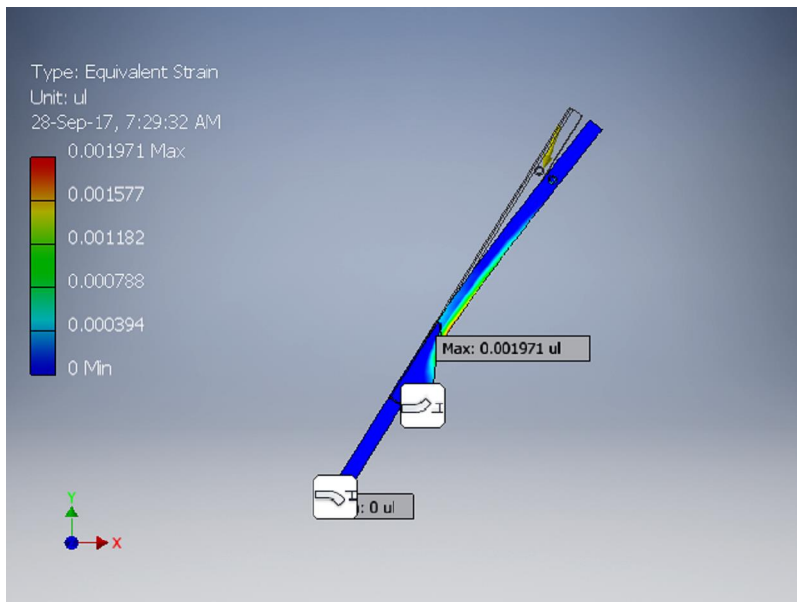 Type: Equivalent Strain
Unit: ul
28-Sep-17, 7:29:32 AM
0.001971 Max
0.001577
0.001182
0.000788
0.000394
0 Min
Max: 0.001971 ul
: 0 ul
Y
X